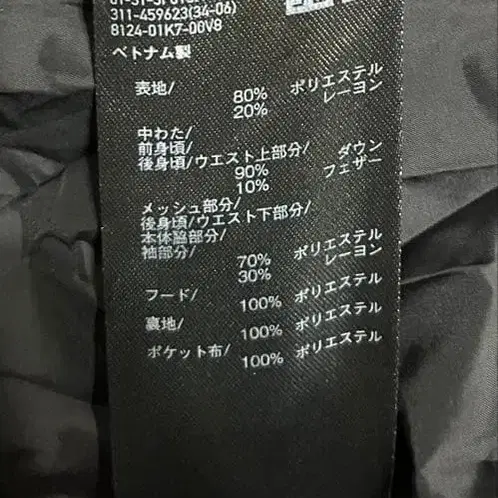 311-459623(34-06)
8124-01K7-00V8
ベトナム製
表地/ 80% ポリエステル
20% レーヨン
中わた/
前身頃/
後身頃/ウエスト上部分/ ダウン
90% フェザー
10%
メッシュ部分/
後身頃/ウエスト下部分/
本体脇部分/
袖部分/ 70% ポリエステル
30% レーヨン
フード/ 100% ポリエステル
裏地/ 100% ポリエステル
ポケット布/ 100% ポリエステル